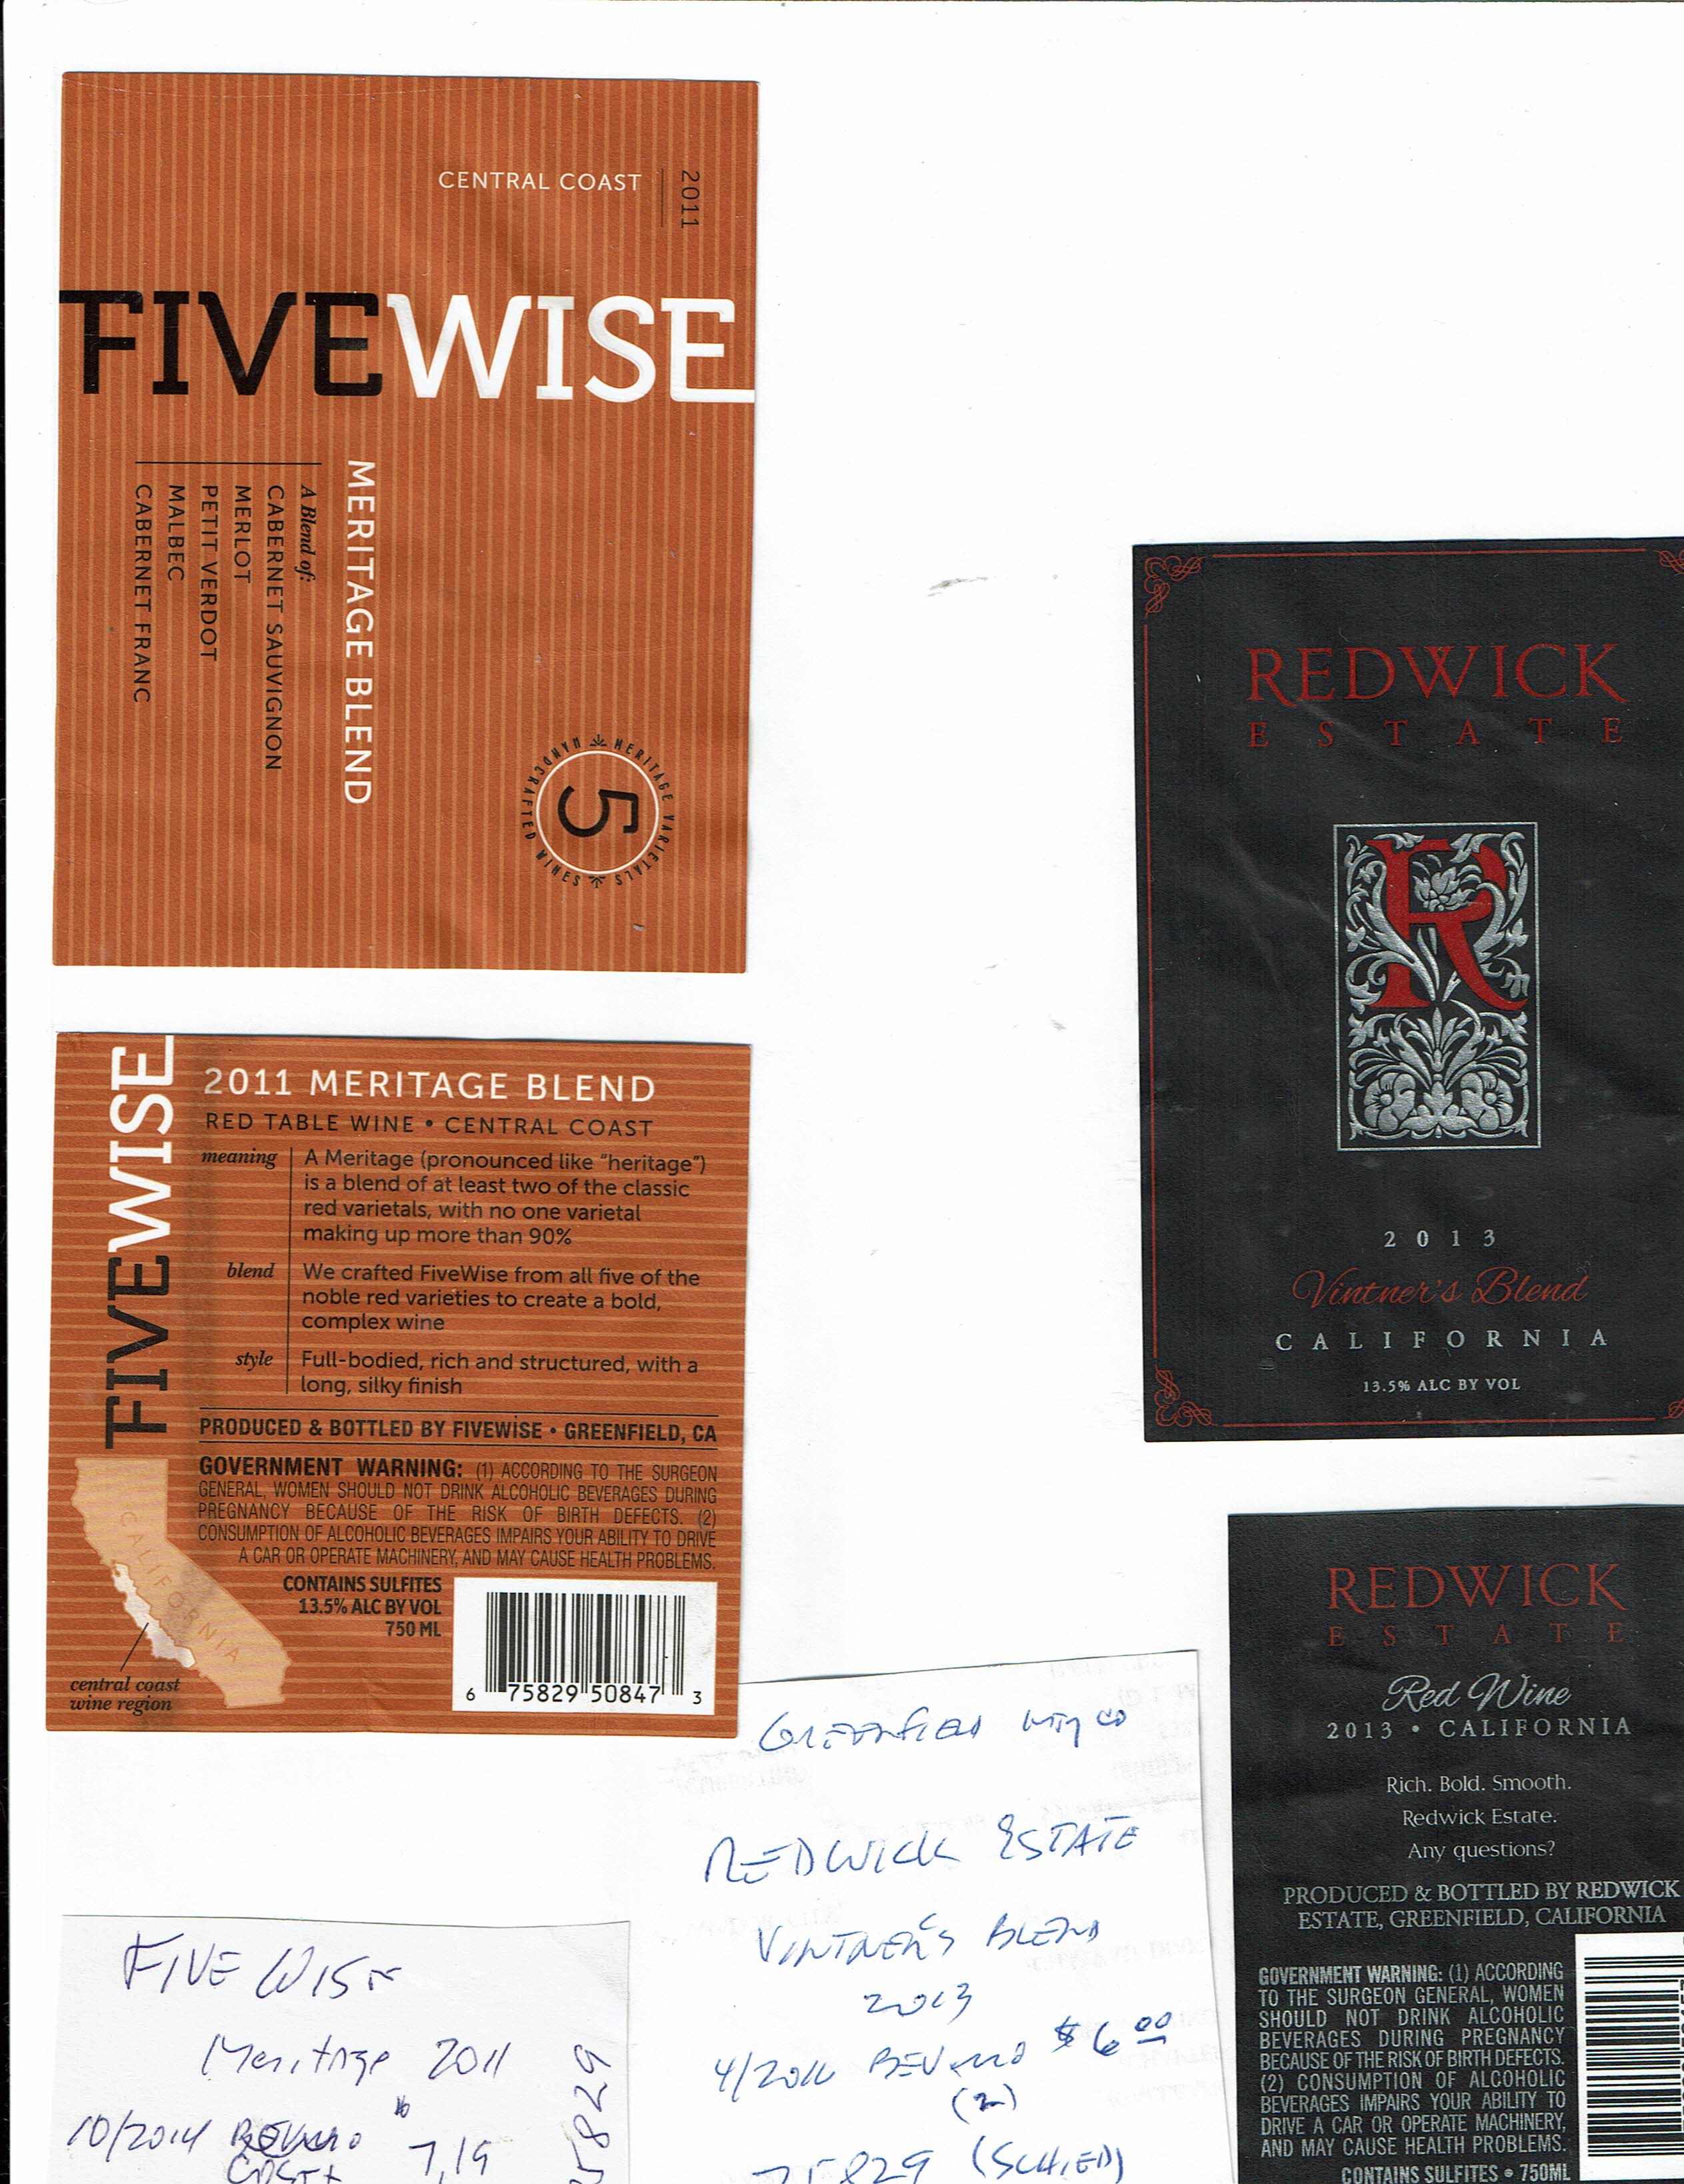 CENTRAL COAST
2011
FIVEWISE
MERITAGE BLEND
A Blend of:
CABERNET SAUVIGNON
MERLOT
PETIT VERDOT
MALBEC
CABERNET FRANC
5
HERITAGE VARIETALS
HANDCRAFTED WINES
FIVEWISE
2011 MERITAGE BLEND
RED TABLE WINE • CENTRAL COAST
meaning
A Meritage (pronounced like “heritage”)
is a blend of at least two of the classic
red varietals, with no one varietal
making up more than 90%
blend
We crafted FiveWise from all five of the
noble red varieties to create a bold,
complex wine
style
Full-bodied, rich and structured, with a
long, silky finish
PRODUCED & BOTTLED BY FIVEWISE • GREENFIELD, CA
GOVERNMENT WARNING: (1) ACCORDING TO THE SURGEON
GENERAL, WOMEN SHOULD NOT DRINK ALCOHOLIC BEVERAGES DURING
PREGNANCY BECAUSE OF THE RISK OF BIRTH DEFECTS. (2)
CONSUMPTION OF ALCOHOLIC BEVERAGES IMPAIRS YOUR ABILITY TO DRIVE
A CAR OR OPERATE MACHINERY, AND MAY CAUSE HEALTH PROBLEMS.
CONTAINS SULFITES
13.5% ALC BY VOL
750 ML
CALIFORNIA
central coast
wine region
6 75829 50847 3
REDWICK
ESTATE
R
2013
Vintner's Blend
CALIFORNIA
13.5% ALC BY VOL
REDWICK
ESTATE
Red Wine
2013 • CALIFORNIA
Rich. Bold. Smooth.
Redwick Estate.
Any questions?
PRODUCED & BOTTLED BY REDWICK
ESTATE, GREENFIELD, CALIFORNIA
GOVERNMENT WARNING: (1) ACCORDING
TO THE SURGEON GENERAL, WOMEN
SHOULD NOT DRINK ALCOHOLIC
BEVERAGES DURING PREGNANCY
BECAUSE OF THE RISK OF BIRTH DEFECTS.
(2) CONSUMPTION OF ALCOHOLIC
BEVERAGES IMPAIRS YOUR ABILITY TO
DRIVE A CAR OR OPERATE MACHINERY,
AND MAY CAUSE HEALTH PROBLEMS.
CONTAINS SULFITES • 750ML
GREENFIELD
REDWICK ESTATE
VINTNER'S BLEND
2013
4/2016 BEVMO $6 00
(2)
75829 (SCHIED)
FIVE WISE
Meritage 2011
10/2014 BEVMO
7.19
5829